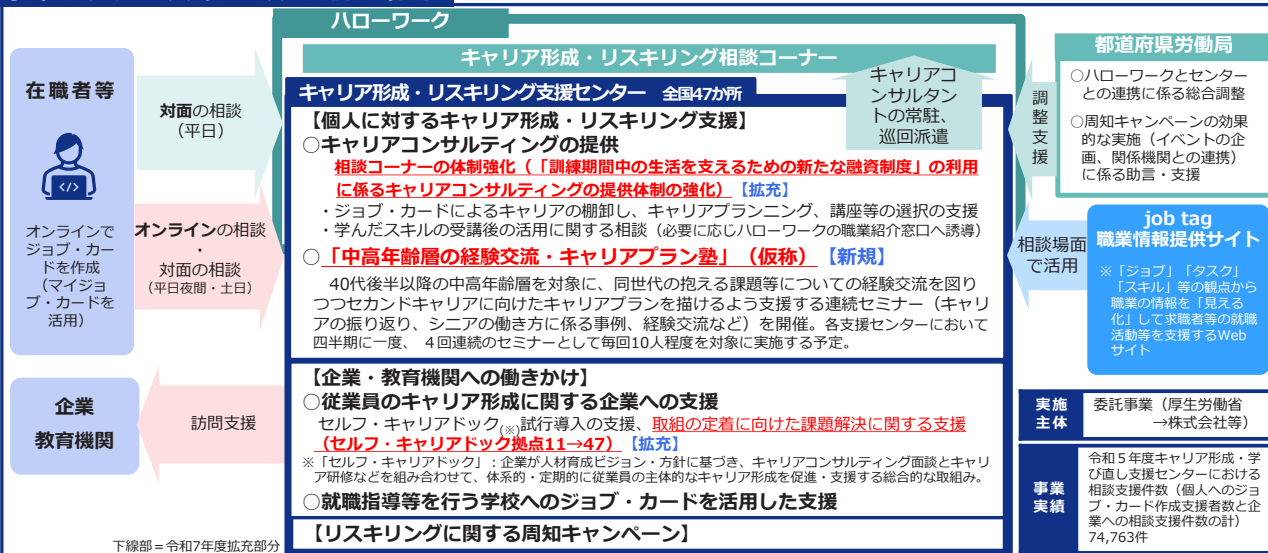 ハローワーク
キャリア形成・リスキリング相談コーナー
在職者等
オンラインで
ジョブ・カー
ドを作成
(マイジョ
ブ・カードを
活用)
対面の相談
(平日)
オンラインの相談
・
対面の相談
(平日夜間・土日)
キャリアコ
ンサルタン
トの常駐、
巡回派遣
キャリア形成・リスキリング支援センター 全国47か所
【個人に対するキャリア形成・リスキリング支援】
○キャリアコンサルティングの提供
相談コーナーの体制強化(「訓練期間中の生活を支えるための新たな融資制度」の利用
に係るキャリアコンサルティングの提供体制の強化)【拡充】
・ジョブ・カードによるキャリアの棚卸し、キャリアプランニング、講座等の選択の支援
・学んだスキルの受講後の活用に関する相談(必要に応じハローワークの職業紹介窓口へ誘導)
○「中高年齢層の経験交流・キャリアプラン塾」(仮称)【新規】
40代後半以降の中高年齢層を対象に、同世代の抱える課題等についての経験交流を図り
つつセカンドキャリアに向けたキャリアプランを描けるよう支援する連続セミナー(キャリ
アの振り返り、シニアの働き方に係る事例、経験交流など)を開催。各支援センターにおいて
四半期に一度、4回連続のセミナーとして毎回10人程度を対象に実施する予定。
調
整
支
援
都道府県労働局
○ハローワークとセンター
との連携に係る総合調整
○周知キャンペーンの効果
的な実施(イベントの企
画、関係機関との連携)
に係る助言・支援
相談場面
で活用
job tag
職業情報提供サイト
※「ジョブ」「タスク」
「スキル」等の観点から
職業の情報を「見える
化」して求職者等の就職
活動等を支援するWeb
サイト
企業
教育機関
訪問支援
【企業・教育機関への働きかけ】
○従業員のキャリア形成に関する企業への支援
セルフ・キャリアドック(※)試行導入の支援、取組の定着に向けた課題解決に関する支援
(セルフ・キャリアドック拠点11→47)【拡充】
※「セルフ・キャリアドック」:企業が人材育成ビジョン・方針に基づき、キャリアコンサルティング面談とキャリ
ア研修などを組み合わせて、体系的・定期的に従業員の主体的なキャリア形成を促進・支援する総合的な取組み。
○就職指導等を行う学校へのジョブ・カードを活用した支援
【リスキリングに関する周知キャンペーン】
実施
主体
委託事業(厚生労働省
→株式会社等)
事業
実績
令和5年度キャリア形成・学
び直し支援センターにおける
相談支援件数(個人へのジョ
ブ・カード作成支援者数と企
業への相談支援件数の計)
74,763件
下線部=令和7年度拡充部分